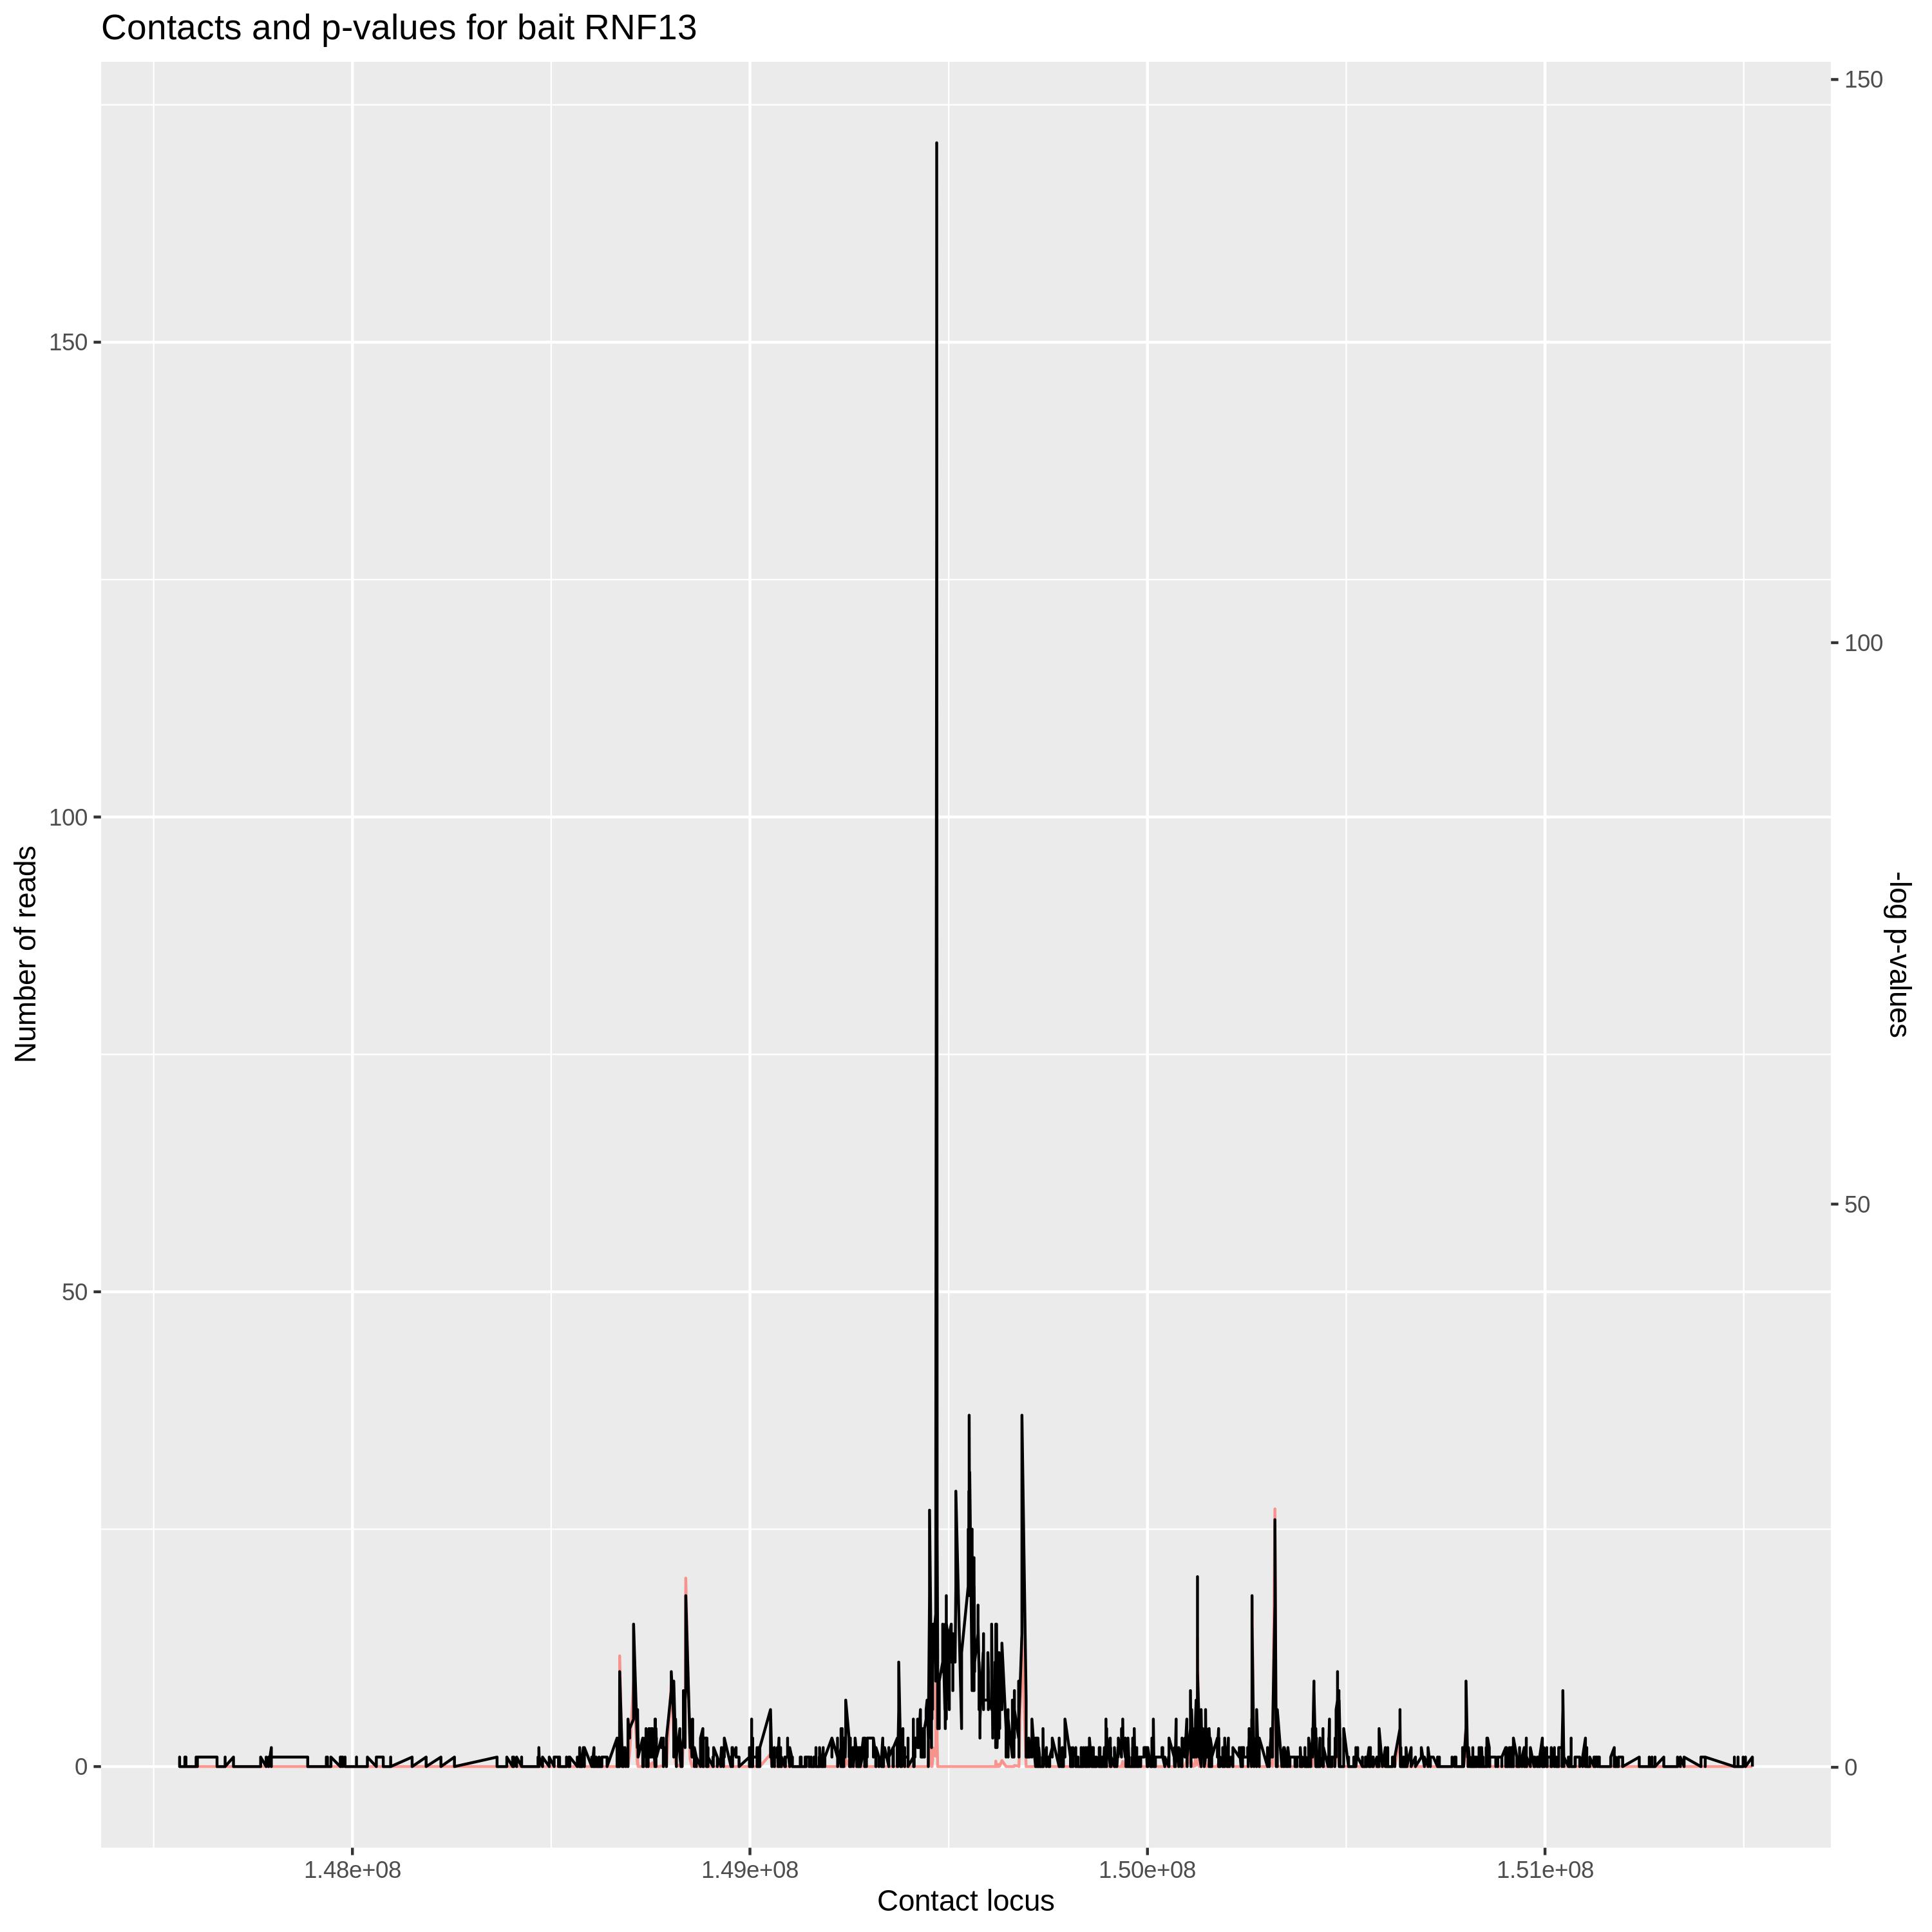 Contacts and p-values for bait RNF13
150
100
50
0
Number of reads
150
100
50
0
-log p-values
1.48e+08 1.49e+08 1.50e+08 1.51e+08
Contact locus